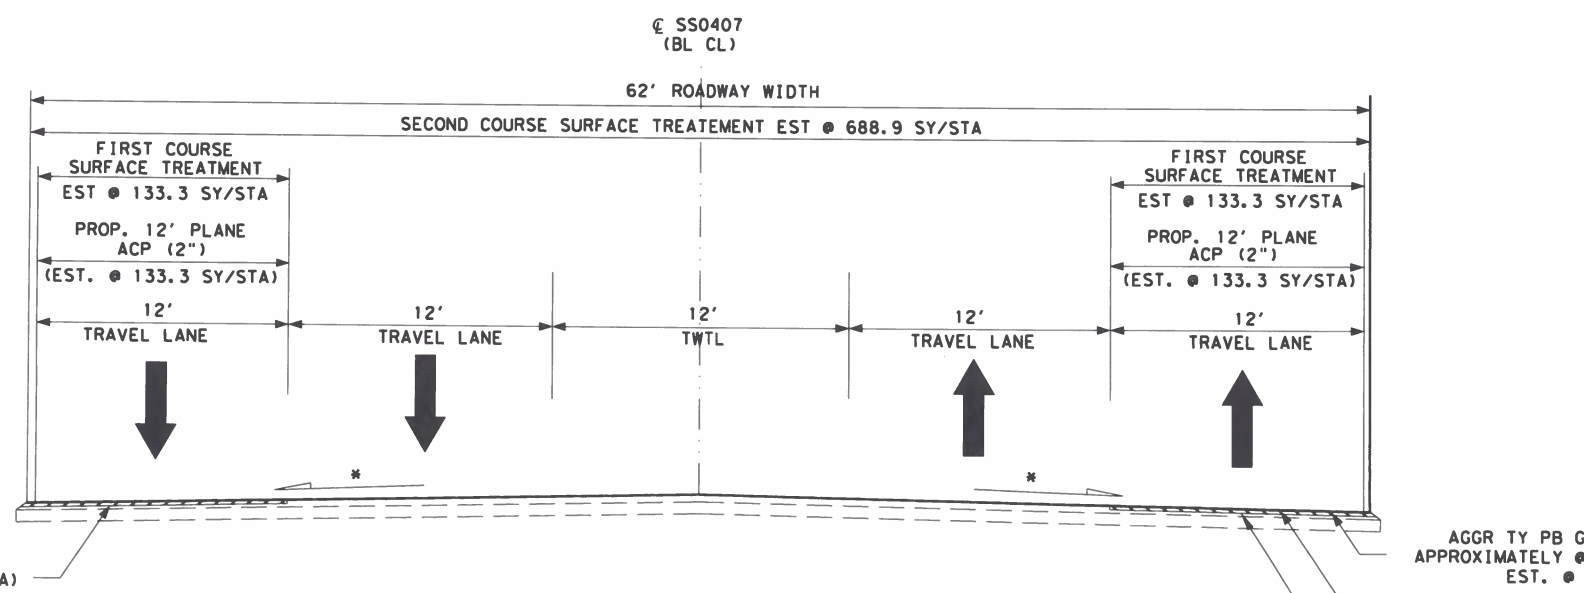 ℄ SS0407
(BL CL)
62' ROADWAY WIDTH
SECOND COURSE SURFACE TREATEMENT EST @ 688.9 SY/STA
FIRST COURSE
SURFACE TREATMENT
EST @ 133.3 SY/STA
PROP. 12' PLANE
ACP (2")
(EST. @ 133.3 SY/STA)
12'
TRAVEL LANE
12'
TRAVEL LANE
12'
TWTL
12'
TRAVEL LANE
FIRST COURSE
SURFACE TREATMENT
EST @ 133.3 SY/STA
PROP. 12' PLANE
ACP (2")
(EST. @ 133.3 SY/STA)
12'
TRAVEL LANE
*
*
A)
AGGR TY PB G
APPROXIMATELY @
EST. @